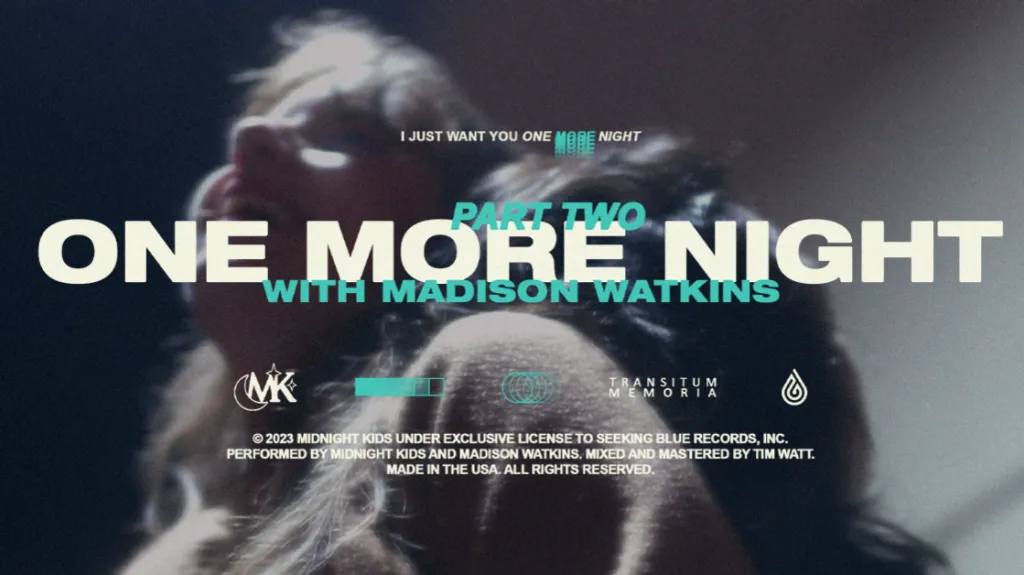 I JUST WANT YOU ONE MORE NIGHT
PART TWO
ONE MORE NIGHT
WITH MADISON WATKINS
MK
TRANSITUM
MEMORIA
© 2023 MIDNIGHT KIDS UNDER EXCLUSIVE LICENSE TO SEEKING BLUE RECORDS, INC.
PERFORMED BY MIDNIGHT KIDS AND MADISON WATKINS. MIXED AND MASTERED BY TIM WATT.
MADE IN THE USA. ALL RIGHTS RESERVED.